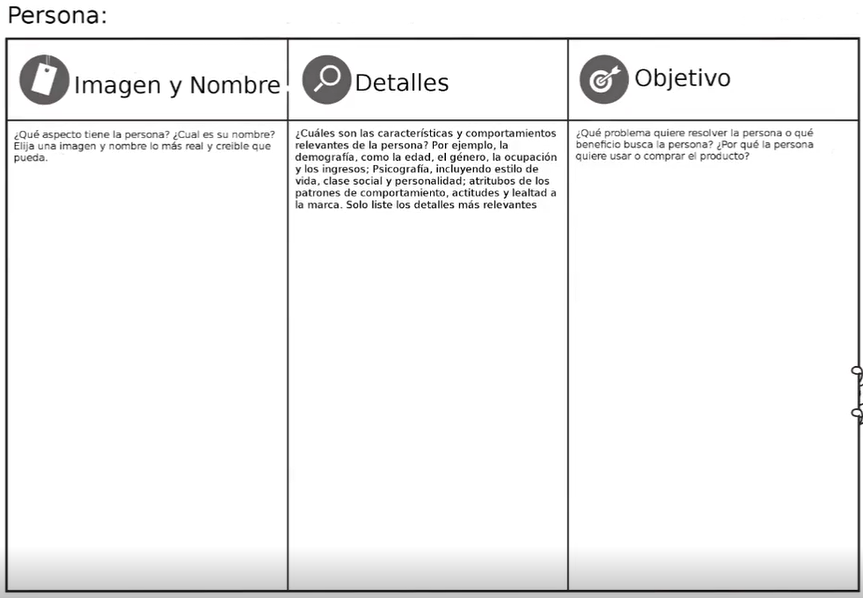 Persona:
Imagen y Nombre
¿Qué aspecto tiene la persona? ¿Cual es su nombre?
Elija una imagen y nombre lo más real y creible que
pueda.
Detalles
¿Cuáles son las características y comportamientos
relevantes de la persona? Por ejemplo, la
demografía, como la edad, el género, la ocupación
y los ingresos; Psicografía, incluyendo estilo de
vida, clase social y personalidad; atritubos de los
patrones de comportamiento, actitudes y lealtad a
la marca. Solo liste los detalles más relevantes
Objetivo
¿Qué problema quiere resolver la persona o qué
beneficio busca la persona? ¿Por qué la persona
quiere usar o comprar el producto?